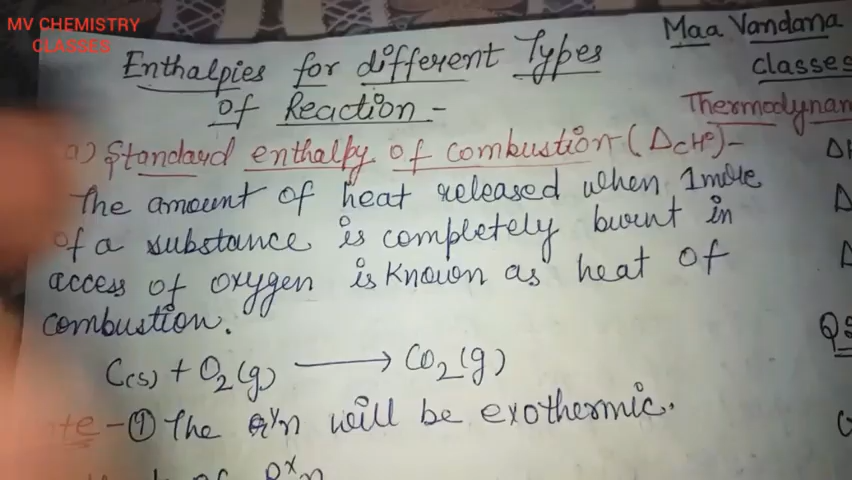 MV CHEMISTRY
CLASSES
Maa Vandana
classes
Enthalpies for different Types
of Reaction -
Thermodynam
a) Standard enthalpy of combustion (ΔcH°) -
The amount of heat released when 1 mole
of a substance is completely burnt in
access of oxygen is known as heat of
combustion.
C(s) + O2(g) ⟶ CO2(g)
- ① The rxn will be exothermic.